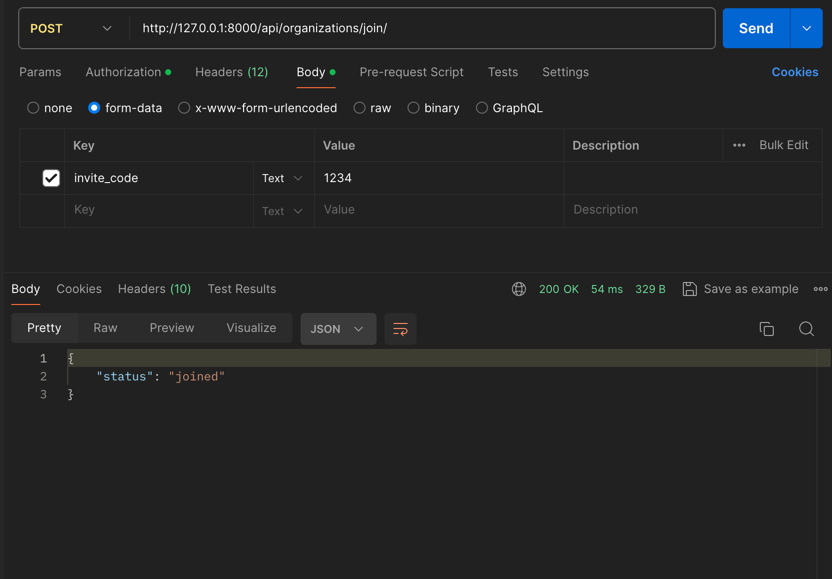 POST http://127.0.0.1:8000/api/organizations/join/ Send
Params Authorization Headers (12) Body Pre-request Script Tests Settings Cookies
none form-data x-www-form-urlencoded raw binary GraphQL
Key Value Description ••• Bulk Edit
invite_code Text 1234
Key Text Value Description
Body Cookies Headers (10) Test Results 200 OK 54 ms 329 B Save as example
Pretty Raw Preview Visualize JSON
1 {
2 "status": "joined"
3 }